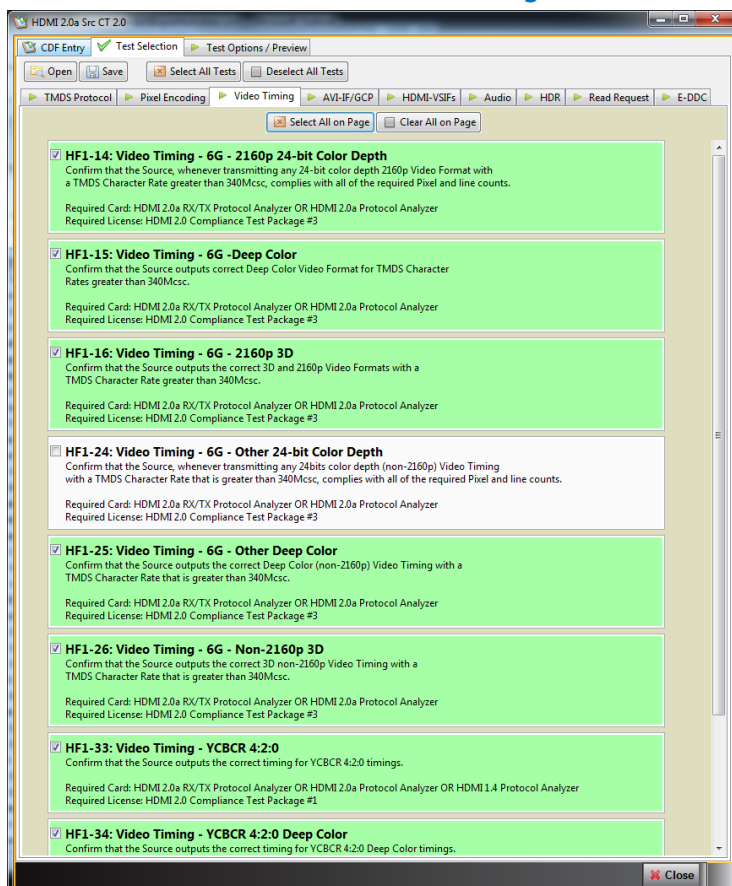 HDMI 2.0a Src CT 2.0
CDF Entry Test Selection Test Options / Preview
Open Save Select All Tests Deselect All Tests
TMDS Protocol Pixel Encoding Video Timing AVI-IF/GCP HDMI-VSIFs Audio HDR Read Request E-DDC
Select All on Page Clear All on Page
HF1-14: Video Timing - 6G - 2160p 24-bit Color Depth
Confirm that the Source, whenever transmitting any 24-bit color depth 2160p Video Format with
a TMDS Character Rate greater than 340Mcsc, complies with all of the required Pixel and line counts.
Required Card: HDMI 2.0a RX/TX Protocol Analyzer OR HDMI 2.0a Protocol Analyzer
Required License: HDMI 2.0 Compliance Test Package #3
HF1-15: Video Timing - 6G -Deep Color
Confirm that the Source outputs correct Deep Color Video Format for TMDS Character
Rates greater than 340Mcsc.
Required Card: HDMI 2.0a RX/TX Protocol Analyzer OR HDMI 2.0a Protocol Analyzer
Required License: HDMI 2.0 Compliance Test Package #3
HF1-16: Video Timing - 6G - 2160p 3D
Confirm that the Source outputs the correct 3D and 2160p Video Formats with a
TMDS Character Rate greater than 340Mcsc.
Required Card: HDMI 2.0a RX/TX Protocol Analyzer OR HDMI 2.0a Protocol Analyzer
Required License: HDMI 2.0 Compliance Test Package #3
HF1-24: Video Timing - 6G - Other 24-bit Color Depth
Confirm that the Source, whenever transmitting any 24bits color depth (non-2160p) Video Timing
with a TMDS Character Rate that is greater than 340Mcsc, complies with all of the required Pixel and line counts.
Required Card: HDMI 2.0a RX/TX Protocol Analyzer OR HDMI 2.0a Protocol Analyzer
Required License: HDMI 2.0 Compliance Test Package #3
HF1-25: Video Timing - 6G - Other Deep Color
Confirm that the Source outputs the correct Deep Color (non-2160p) Video Timing with a
TMDS Character Rate that is greater than 340Mcsc.
Required Card: HDMI 2.0a RX/TX Protocol Analyzer OR HDMI 2.0a Protocol Analyzer
Required License: HDMI 2.0 Compliance Test Package #3
HF1-26: Video Timing - 6G - Non-2160p 3D
Confirm that the Source outputs the correct 3D non-2160p Video Timing with a
TMDS Character Rate that is greater than 340Mcsc.
Required Card: HDMI 2.0a RX/TX Protocol Analyzer OR HDMI 2.0a Protocol Analyzer
Required License: HDMI 2.0 Compliance Test Package #3
HF1-33: Video Timing - YCBCR 4:2:0
Confirm that the Source outputs the correct timing for YCBCR 4:2:0 timings.
Required Card: HDMI 2.0a RX/TX Protocol Analyzer OR HDMI 2.0a Protocol Analyzer OR HDMI 1.4 Protocol Analyzer
Required License: HDMI 2.0 Compliance Test Package #1
HF1-34: Video Timing - YCBCR 4:2:0 Deep Color
Confirm that the Source outputs the correct timing for YCBCR 4:2:0 Deep Color timings.
Close